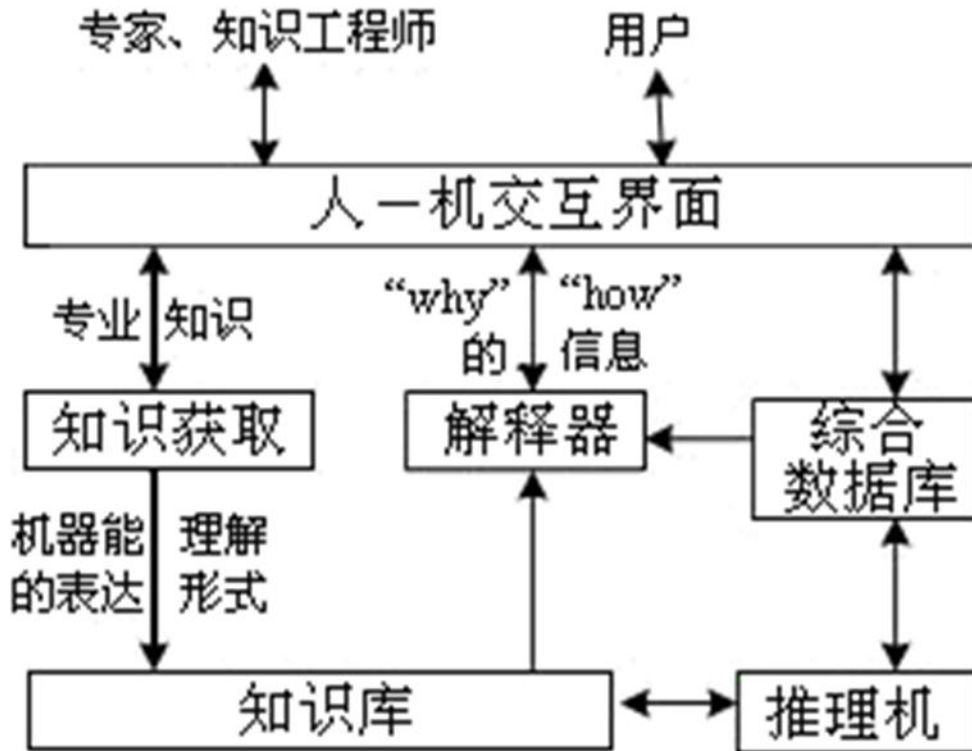 专家、知识工程师
用户
人－机交互界面
专业 知识
“why” “how”
的 信息
知识获取
解释器
综合
数据库
机器能 理解
的表达 形式
知识库
推理机